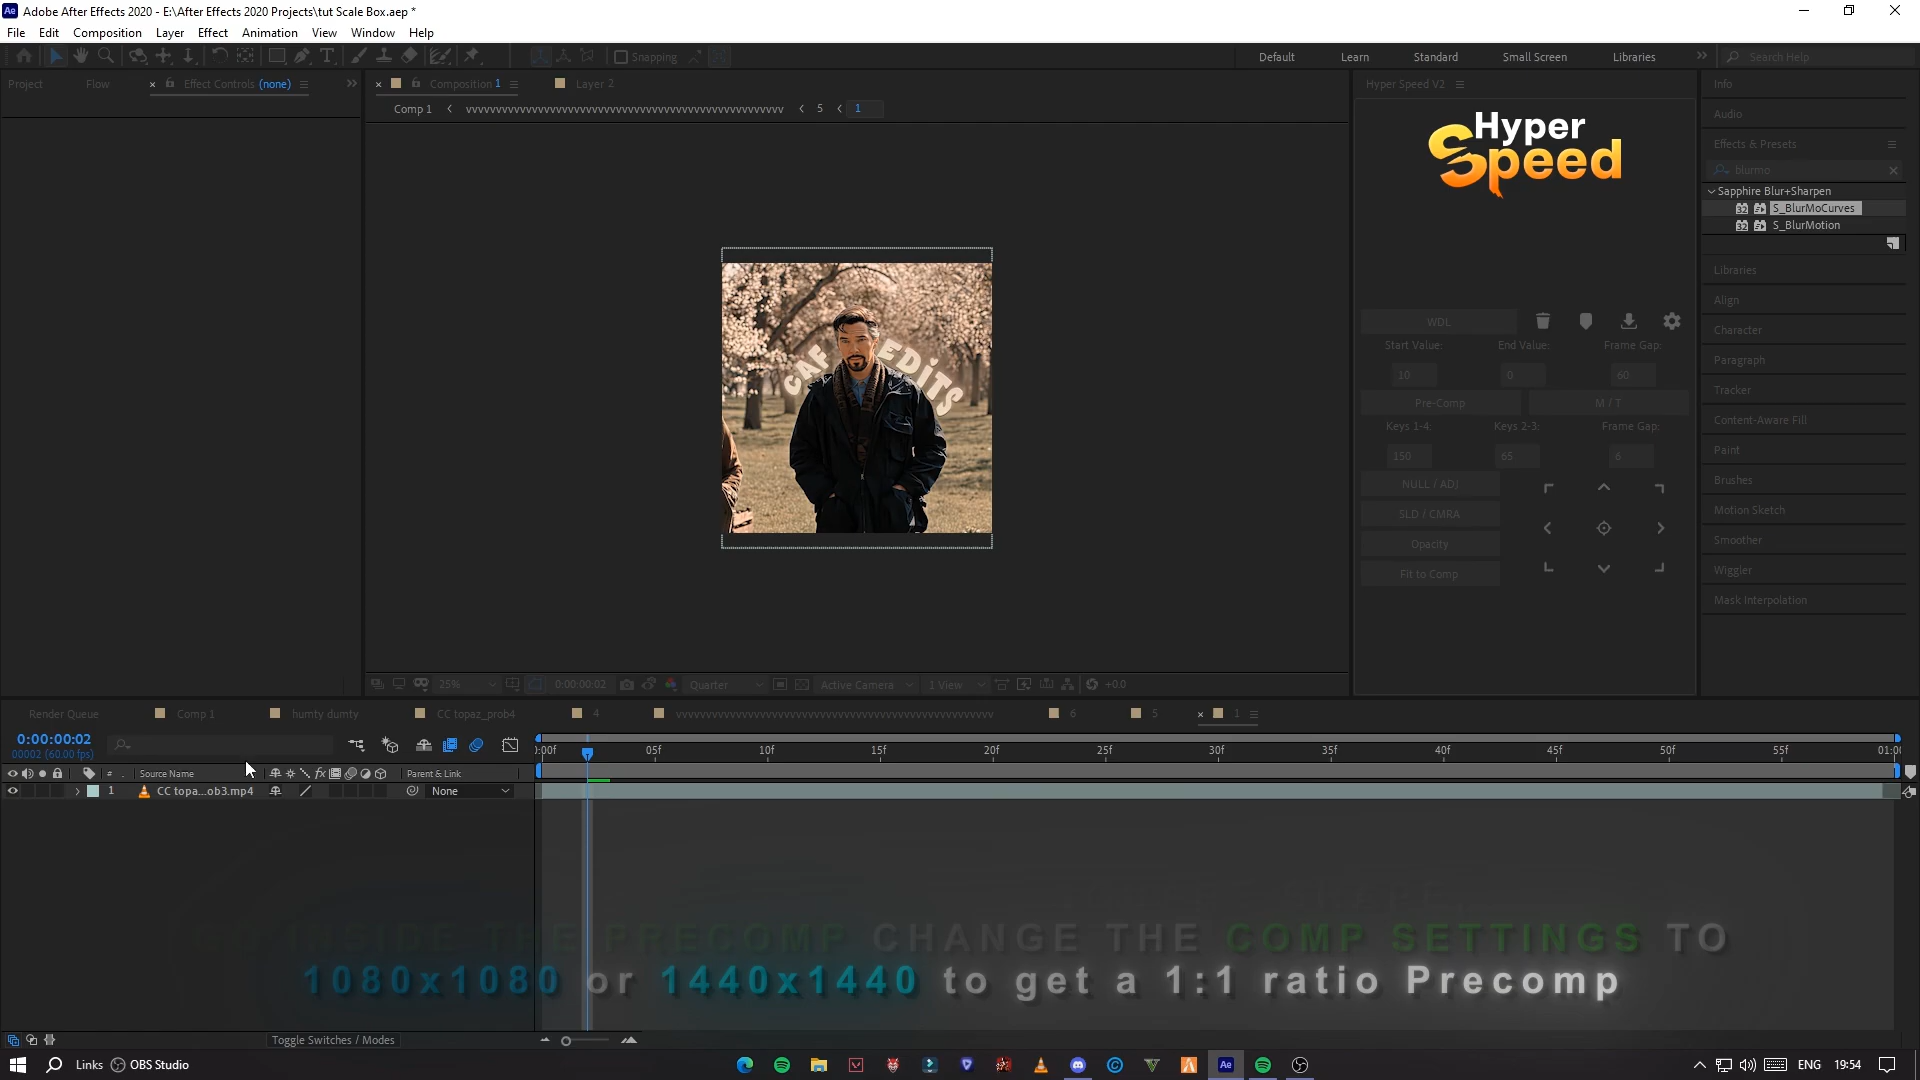 Adobe After Effects 2020 - E:\After Effects 2020 Projects\tut Scale Box.aep *
File Edit Composition Layer Effect Animation View Window Help
Snapping Default Learn Standard Small Screen Libraries Search Help
Project Flow Effect Controls (none) Composition 1 Layer 2 Hyper Speed V2 Info
Comp 1 vvvvvvvvvvvvvvvvvvvvvvvvvvvvvvvvvvvvvvvvvvvvvvvvvvvvv 5 1
Audio
Effects & Presets
blurmo
Hyper
Speed
Sapphire Blur+Sharpen
S_BlurMoCurves
S_BlurMotion
Libraries
Align
Character
Paragraph
Tracker
Content-Aware Fill
Paint
Brushes
Motion Sketch
Smoother
Wiggler
Mask Interpolation
WDL
Start Value: End Value: Frame Gap:
10 0 60
Pre-Comp M / T
Keys 1-4: Keys 2-3: Frame Gap:
150 65 6
NULL / ADJ
SLD / CMRA
Opacity
Fit to Comp
CAF EDITS
25% 0:00:00:02 Quarter Active Camera 1 View +0.0
Render Queue Comp 1 humty dumty CC topaz_prob4 4 vvvvvvvvvvvvvvvvvvvvvvvvvvvvvvvvvvvvvvvvvvvvvvvvvvvvv 6 5 1
0:00:00:02
00002 (60.00 fps)
):00f 05f 10f 15f 20f 25f 30f 35f 40f 45f 50f 55f 01:0(
# Source Name fx Parent & Link
1 CC topa...ob3.mp4 None
GO INSIDE THE PRECOMP CHANGE THE COMP SETTINGS TO
1080x1080 or 1440x1440 to get a 1:1 ratio Precomp
Toggle Switches / Modes
Links OBS Studio ENG 19:54